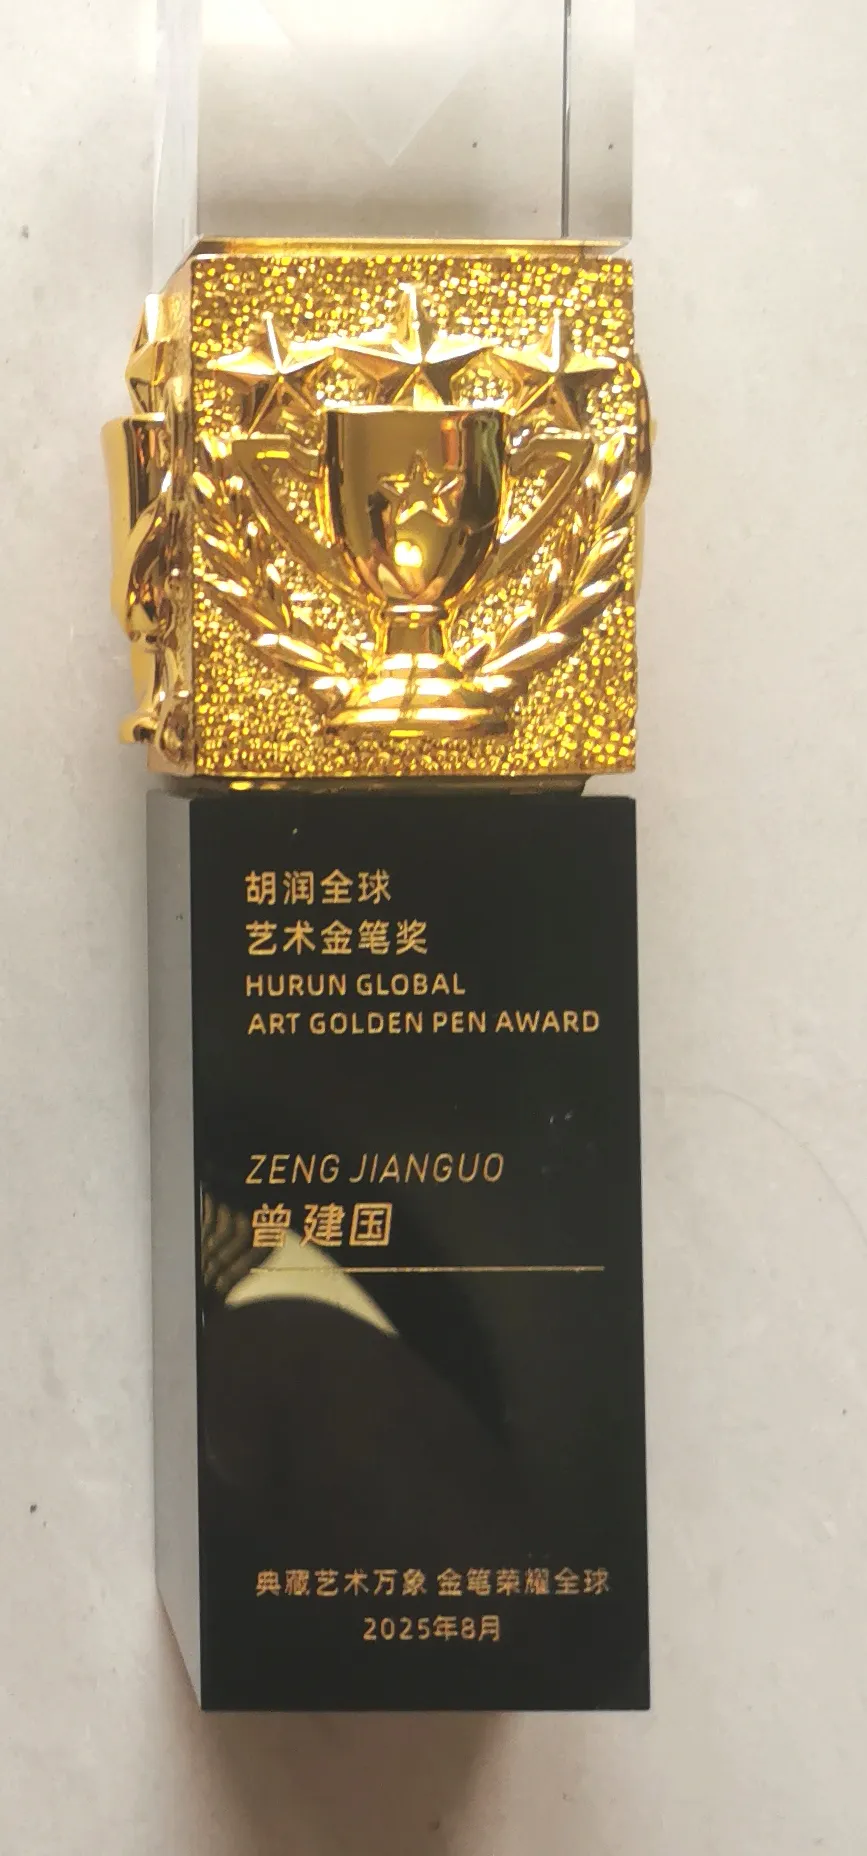 胡润全球
艺术金笔奖
HURUN GLOBAL
ART GOLDEN PEN AWARD
ZENG JIANGUO
曾建国
典藏艺术万象 金笔荣耀全球
2025年8月